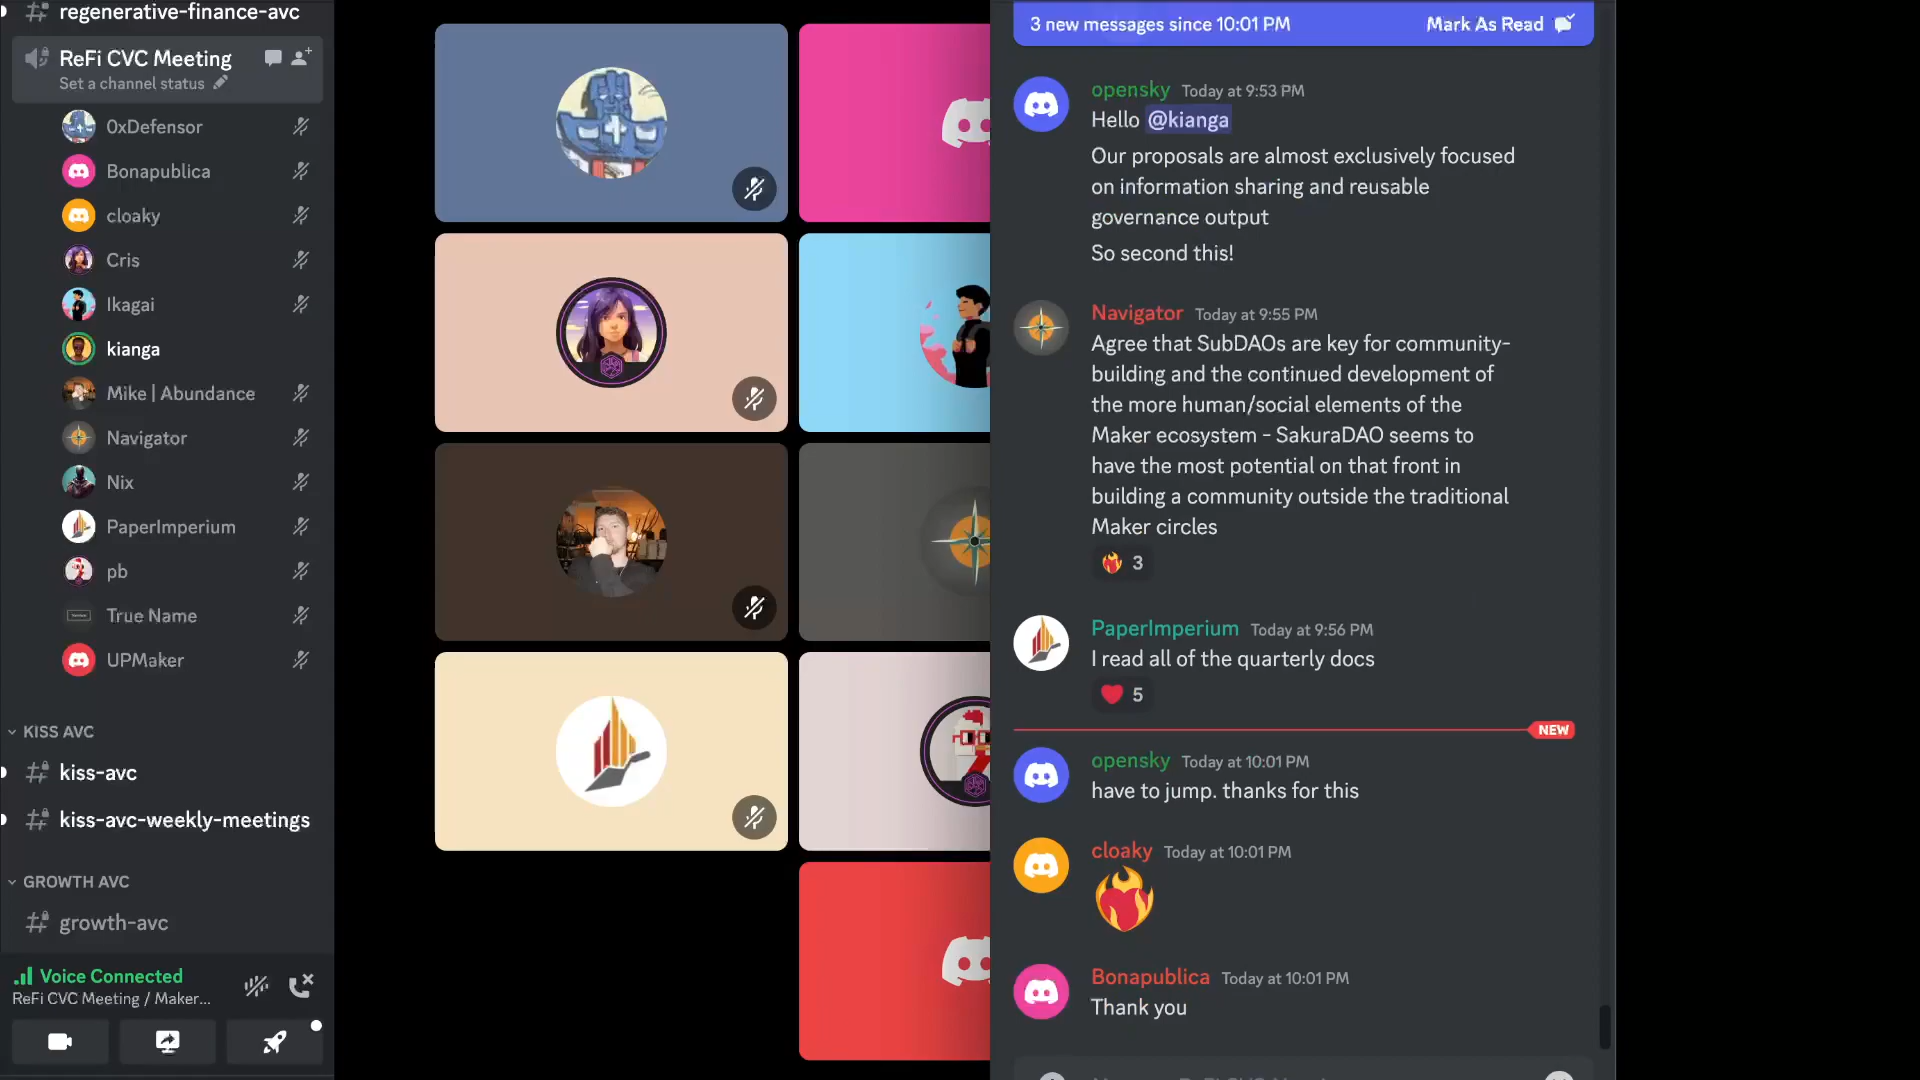 regenerative-finance-avc
ReFi CVC Meeting
Set a channel status
0xDefensor
Bonapublica
cloaky
Cris
Ikagai
kianga
Mike | Abundance
Navigator
Nix
PaperImperium
pb
True Name
UPMaker
KISS AVC
kiss-avc
kiss-avc-weekly-meetings
GROWTH AVC
growth-avc
Voice Connected
ReFi CVC Meeting / Maker...
3 new messages since 10:01 PM
Mark As Read
opensky Today at 9:53 PM
Hello @kianga
Our proposals are almost exclusively focused
on information sharing and reusable
governance output
So second this!
Navigator Today at 9:55 PM
Agree that SubDAOs are key for community-
building and the continued development of
the more human/social elements of the
Maker ecosystem - SakuraDAO seems to
have the most potential on that front in
building a community outside the traditional
Maker circles
3
PaperImperium Today at 9:56 PM
I read all of the quarterly docs
5
NEW
opensky Today at 10:01 PM
have to jump. thanks for this
cloaky Today at 10:01 PM
Bonapublica Today at 10:01 PM
Thank you